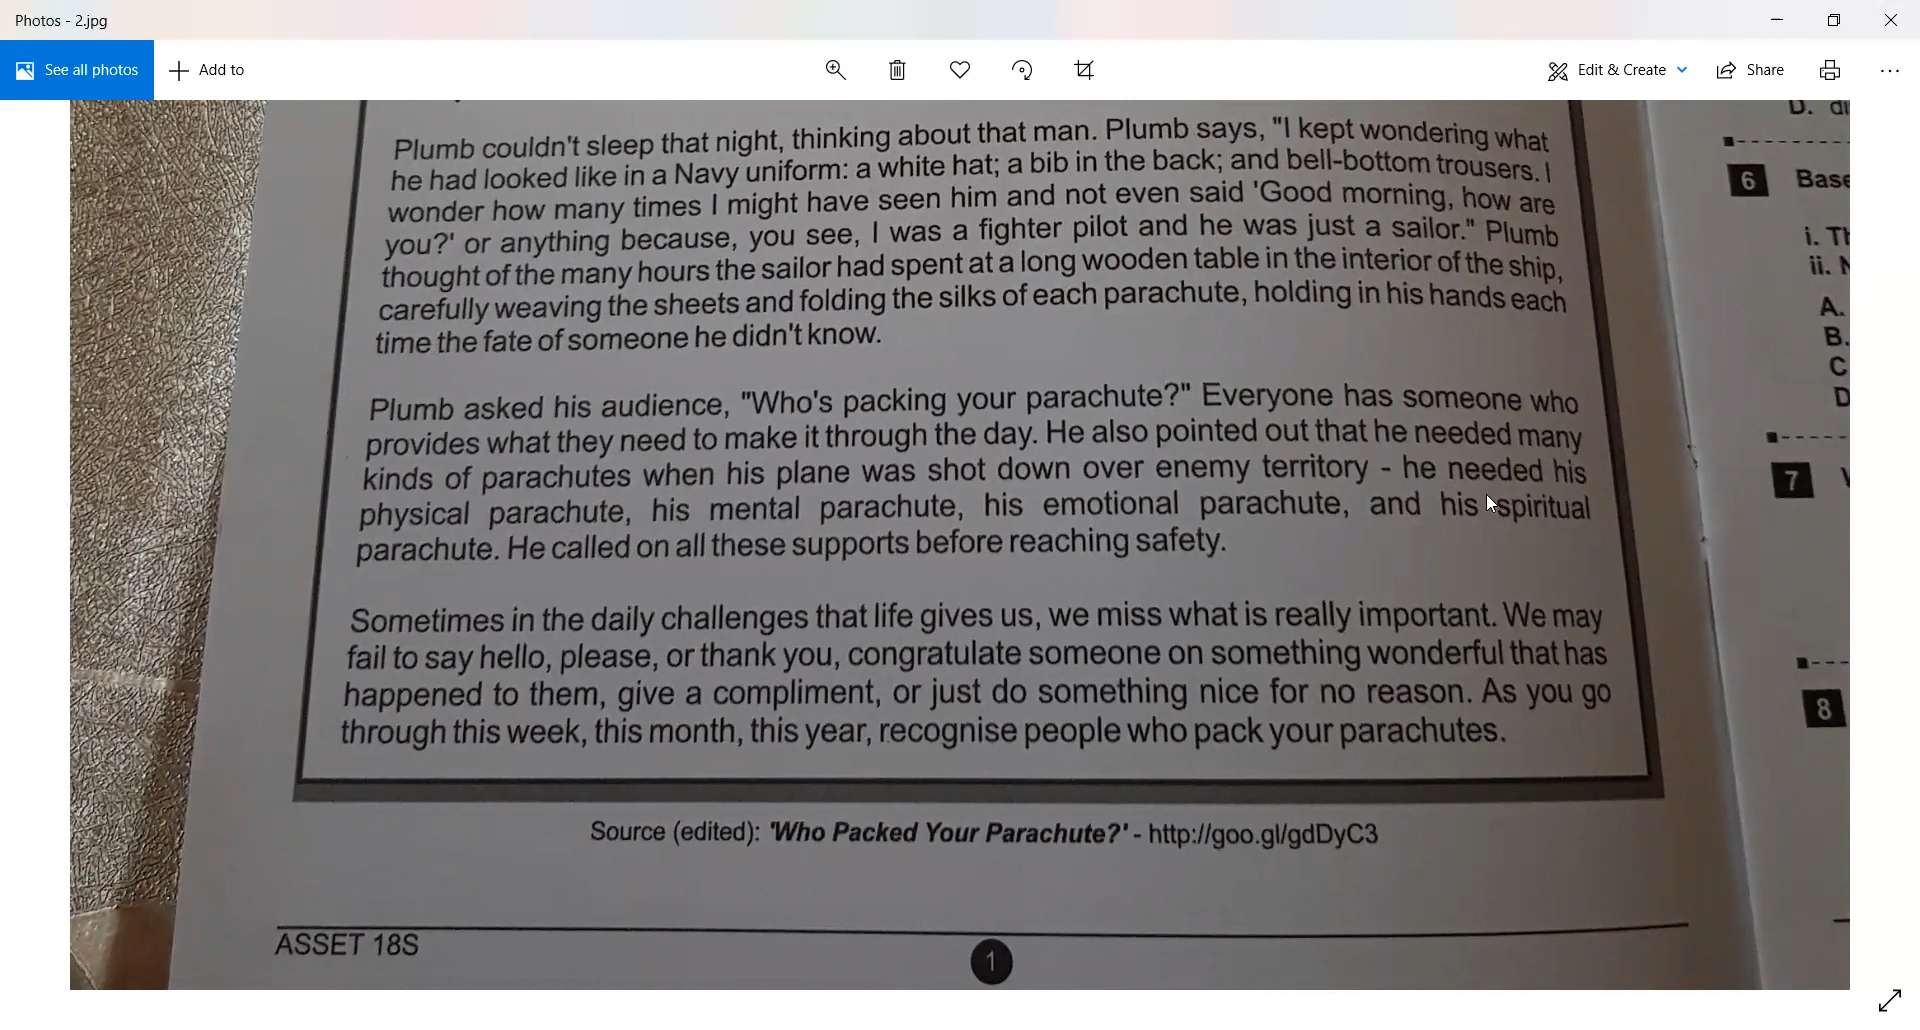 Photos - 2.jpg
See all photos
Add to
Edit & Create
Share
D. di
Plumb couldn't sleep that night, thinking about that man. Plumb says, "I kept wondering what
he had looked like in a Navy uniform: a white hat; a bib in the back; and bell-bottom trousers. I
wonder how many times I might have seen him and not even said 'Good morning, how are
you?' or anything because, you see, I was a fighter pilot and he was just a sailor." Plumb
thought of the many hours the sailor had spent at a long wooden table in the interior of the ship,
carefully weaving the sheets and folding the silks of each parachute, holding in his hands each
time the fate of someone he didn't know.
Plumb asked his audience, "Who's packing your parachute?" Everyone has someone who
provides what they need to make it through the day. He also pointed out that he needed many
kinds of parachutes when his plane was shot down over enemy territory - he needed his
physical parachute, his mental parachute, his emotional parachute, and his spiritual
parachute. He called on all these supports before reaching safety.
Sometimes in the daily challenges that life gives us, we miss what is really important. We may
fail to say hello, please, or thank you, congratulate someone on something wonderful that has
happened to them, give a compliment, or just do something nice for no reason. As you go
through this week, this month, this year, recognise people who pack your parachutes.
Source (edited): 'Who Packed Your Parachute?' - http://goo.gl/gdDyC3
ASSET 18S
1
6 Base
i. Th
ii. N
A.
B.
C
D
7
8